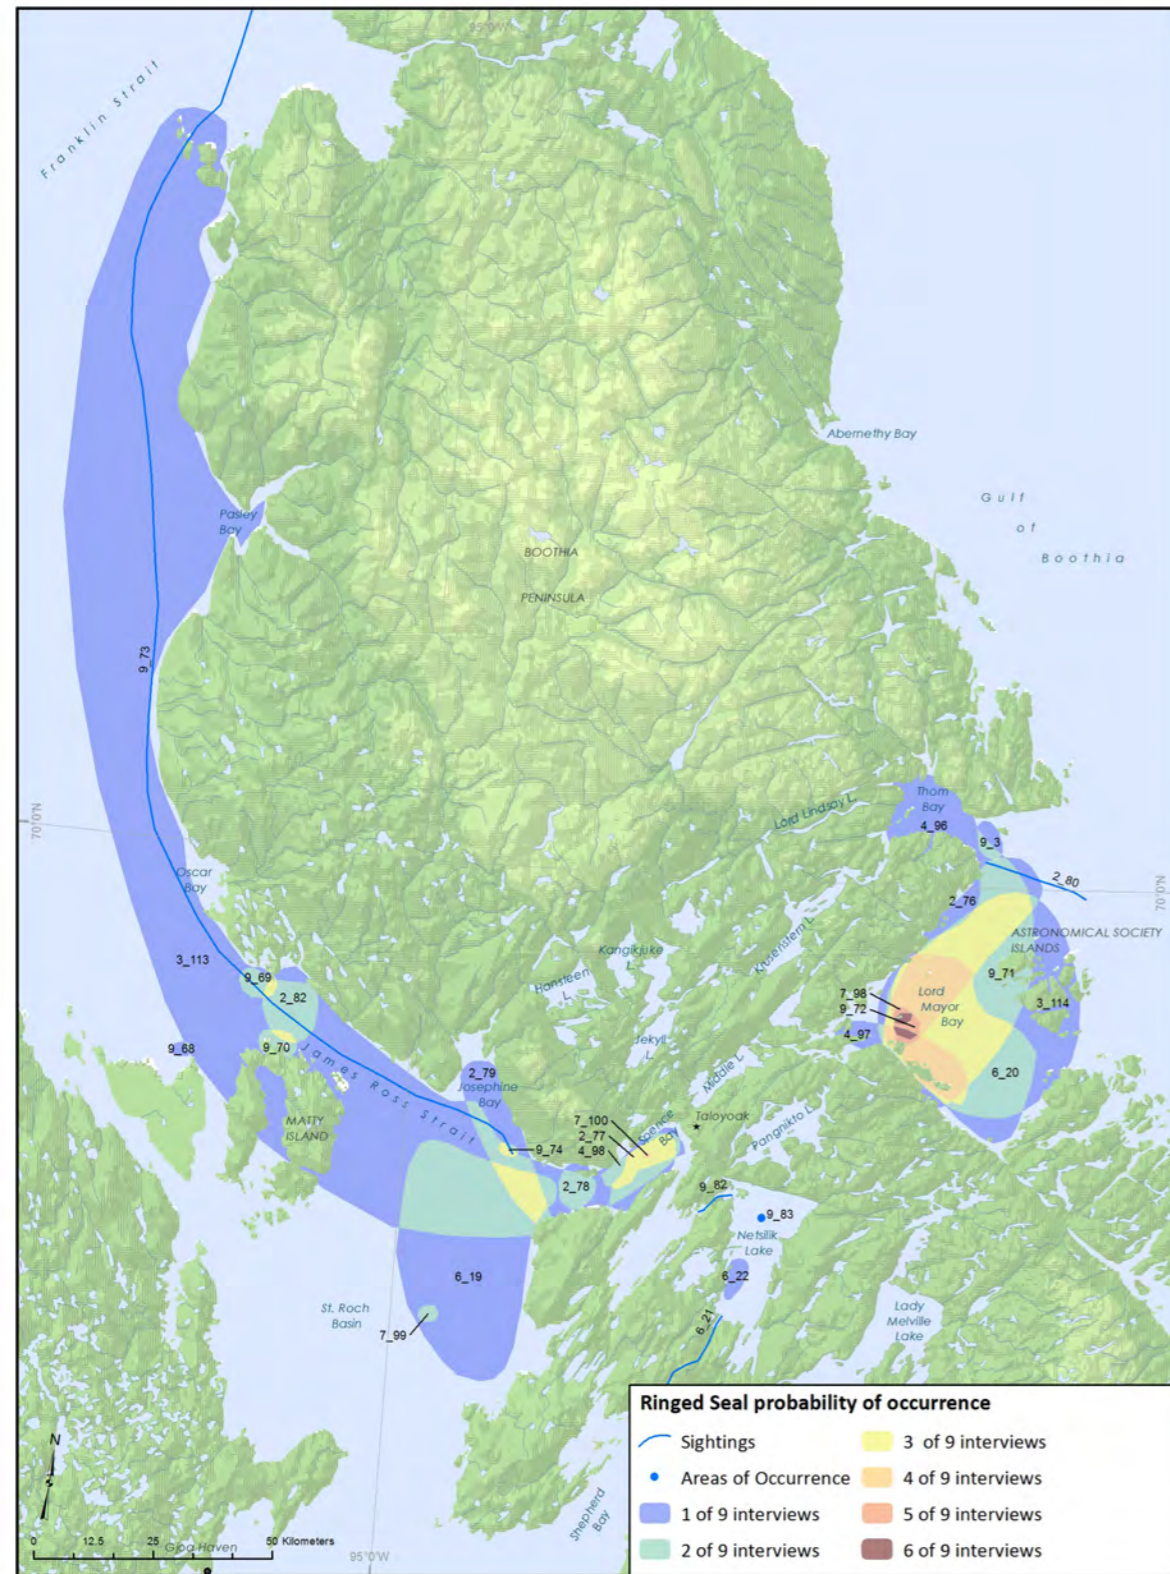 95°0'W
Franklin Strait
Abernethy Bay
Gulf
of
Boothia
Pasley
Bay
BOOTHIA
PENINSULA
9_73
70°0'N
Thom
Bay
Lord Lindsay L.
4_96
9_3
2_80
70°0'N
Oscar
Bay
2_76
Krusenstern L.
ASTRONOMICAL SOCIETY
ISLANDS
Kangikjuke
L.
3_113
9_69
2_82
Hansteen
L.
9_71
7_98
9_72
Lord
Mayor
Bay
3_114
4_97
9_68
9_70
James Ross Strait
Jekyll
L.
Middle L.
2_79
Josephine
Bay
6_20
MATTY
ISLAND
7_100
2_77
4_98
Spence
Bay
Taloyoak
Pangnikto L.
9_74
2_78
9_82
9_83
Netsilik
Lake
6_19
6_22
St. Roch
Basin
7_99
6_21
Lady
Melville
Lake
Shepherd
Bay
N
0 12.5 25 50 Kilometers
Gjoa Haven
95°0'W
Ringed Seal probability of occurrence
Sightings
Areas of Occurrence
1 of 9 interviews
2 of 9 interviews
3 of 9 interviews
4 of 9 interviews
5 of 9 interviews
6 of 9 interviews